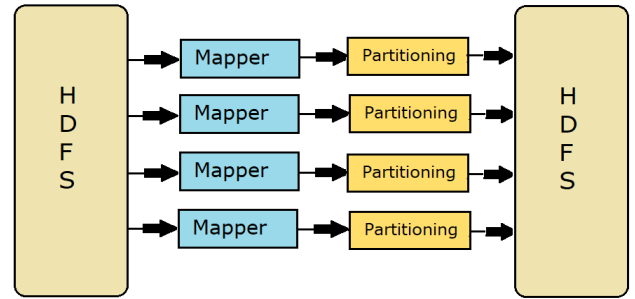 H
D
F
S
Mapper
Partitioning
Mapper
Partitioning
Mapper
Partitioning
Mapper
Partitioning
H
D
F
S